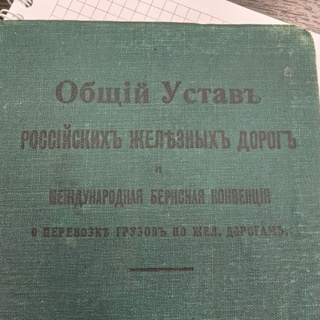 Общій Уставъ
РОССІЙСКИХЪ ЖЕЛѢЗНЫХЪ ДОРОГЪ
и
МЕЖДУНАРОДНАЯ БЕРНСКАЯ КОНВЕНЦІЯ
О ПЕРЕВОЗКѢ ГРУЗОВЪ ПО ЖЕЛ. ДОРОГАМЪ.